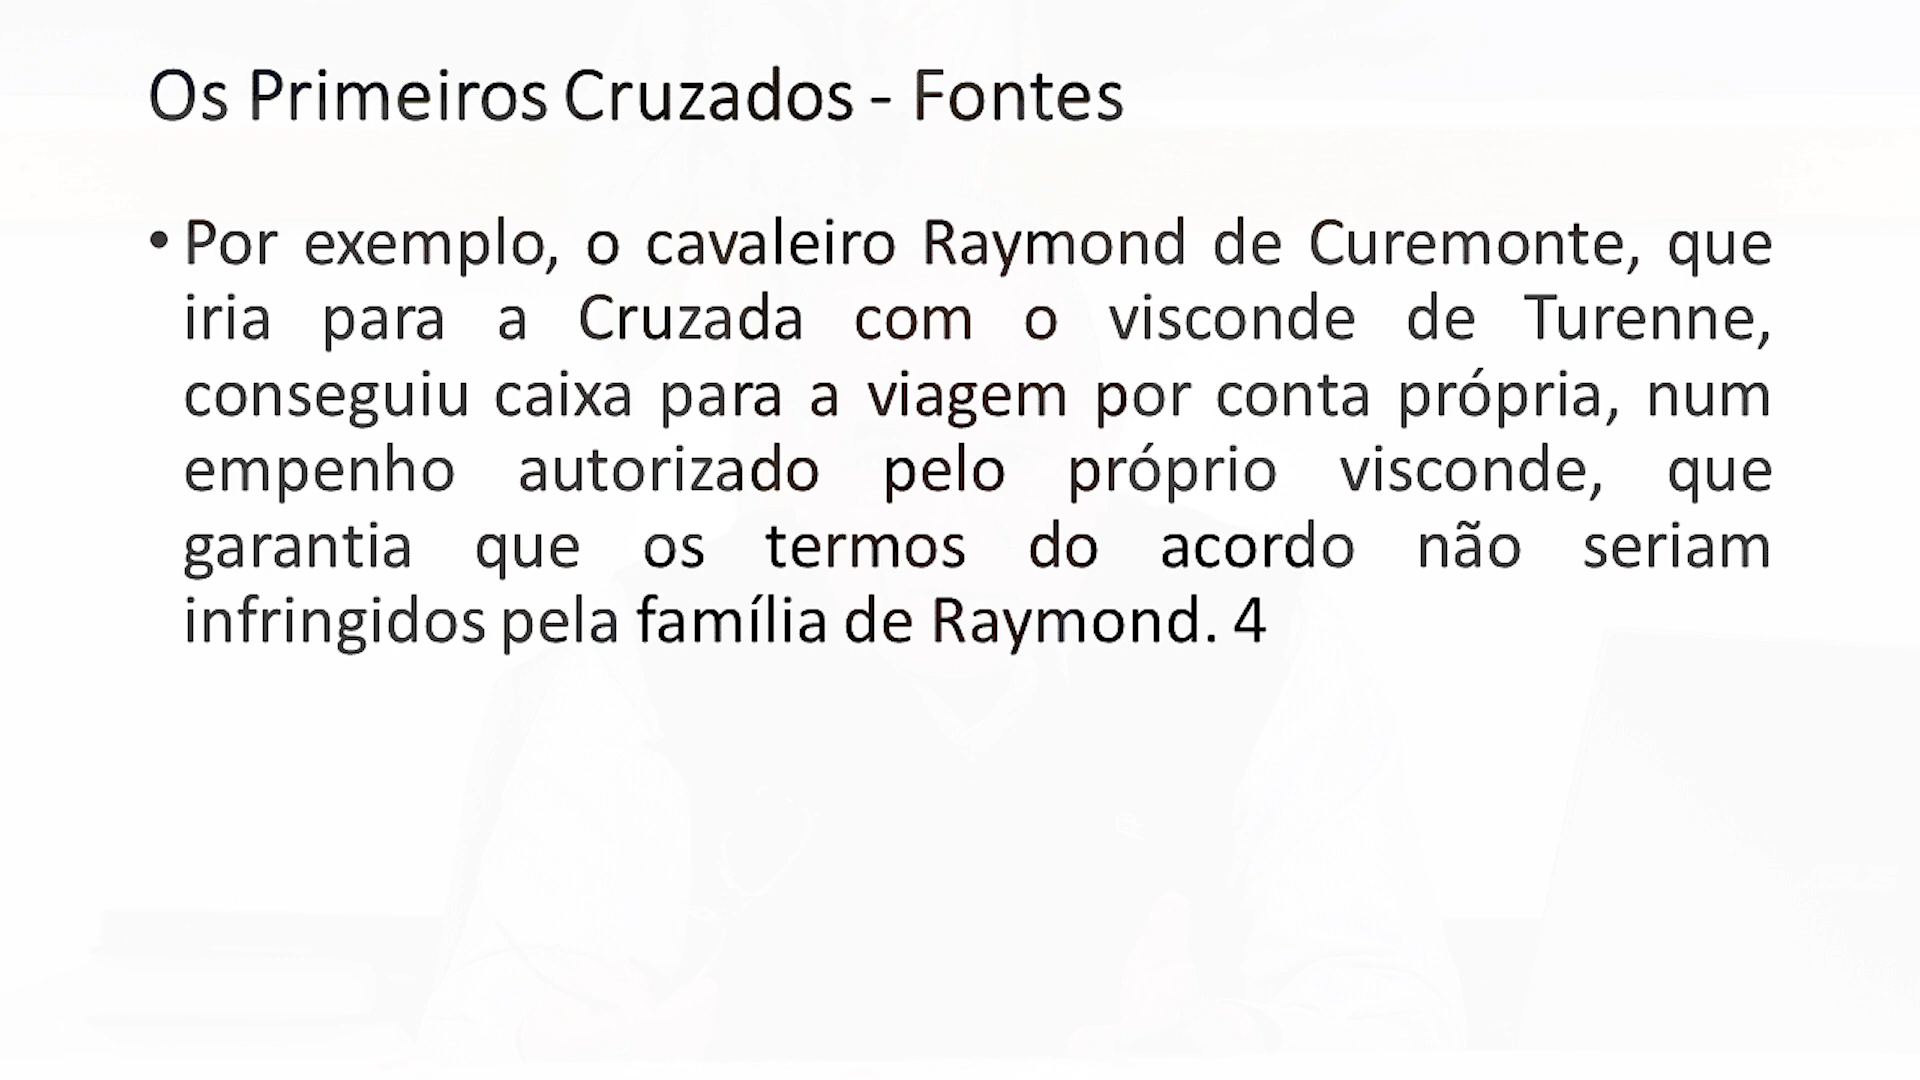 Os Primeiros Cruzados - Fontes
• Por exemplo, o cavaleiro Raymond de Curemonte, que
iria para a Cruzada com o visconde de Turenne,
conseguiu caixa para a viagem por conta própria, num
empenho autorizado pelo próprio visconde, que
garantia que os termos do acordo não seriam
infringidos pela família de Raymond. 4